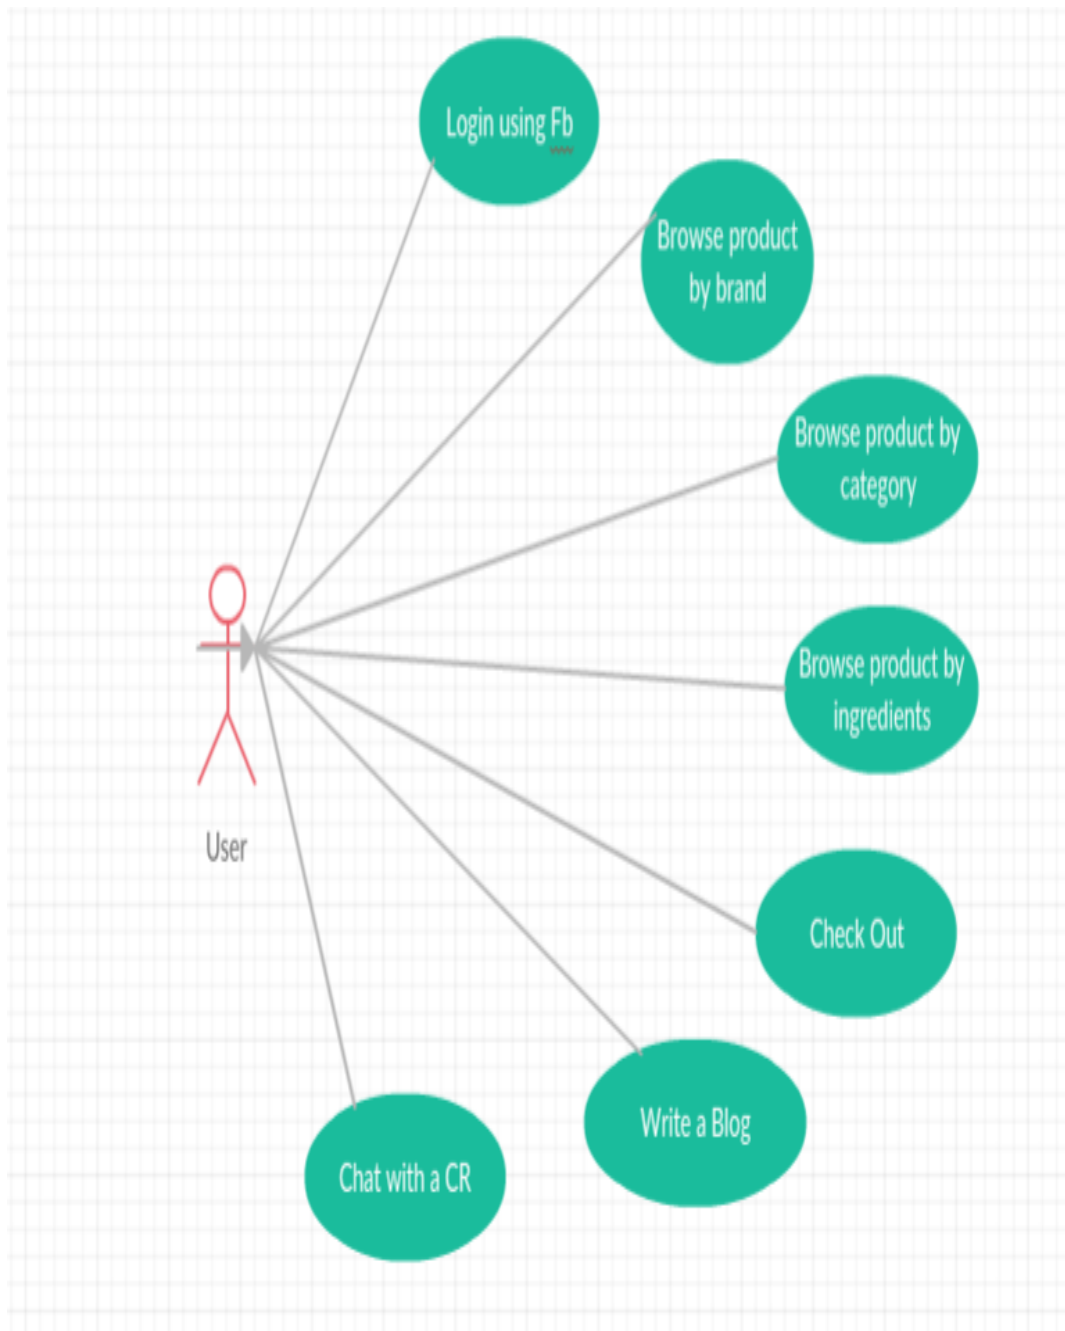 Login using Fb
Browse product
by brand
Browse product by
category
Browse product by
ingredients
User
Check Out
Write a Blog
Chat with a CR